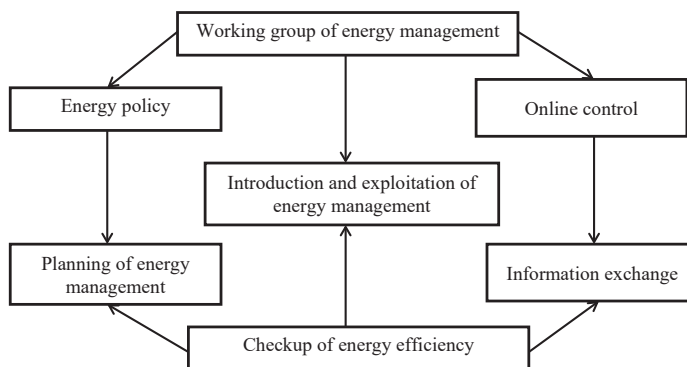 Working group of energy management
Energy policy
Online control
Introduction and exploitation of
energy management
Planning of energy
management
Information exchange
Checkup of energy efficiency